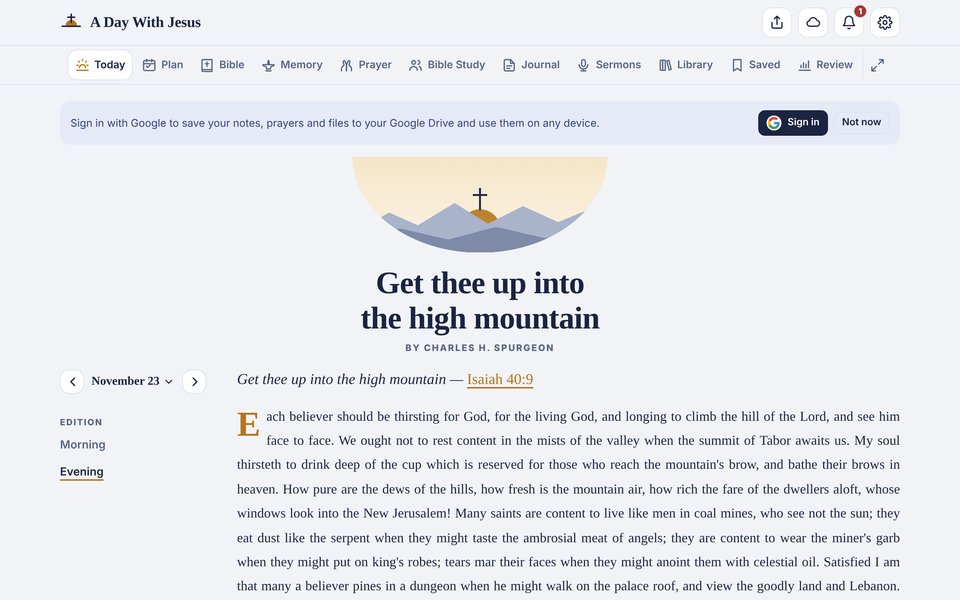 A Day With Jesus
1
Today Plan Bible Memory Prayer Bible Study Journal Sermons Library Saved Review
Sign in with Google to save your notes, prayers and files to your Google Drive and use them on any device.
Sign in
Not now
Get thee up into
the high mountain
BY CHARLES H. SPURGEON
November 23
EDITION
Morning
Evening
Get thee up into the high mountain — Isaiah 40:9
Each believer should be thirsting for God, for the living God, and longing to climb the hill of the Lord, and see him
face to face. We ought not to rest content in the mists of the valley when the summit of Tabor awaits us. My soul
thirsteth to drink deep of the cup which is reserved for those who reach the mountain's brow, and bathe their brows in
heaven. How pure are the dews of the hills, how fresh is the mountain air, how rich the fare of the dwellers aloft, whose
windows look into the New Jerusalem! Many saints are content to live like men in coal mines, who see not the sun; they
eat dust like the serpent when they might taste the ambrosial meat of angels; they are content to wear the miner's garb
when they might put on king's robes; tears mar their faces when they might anoint them with celestial oil. Satisfied I am
that many a believer pines in a dungeon when he might walk on the palace roof, and view the goodly land and Lebanon.